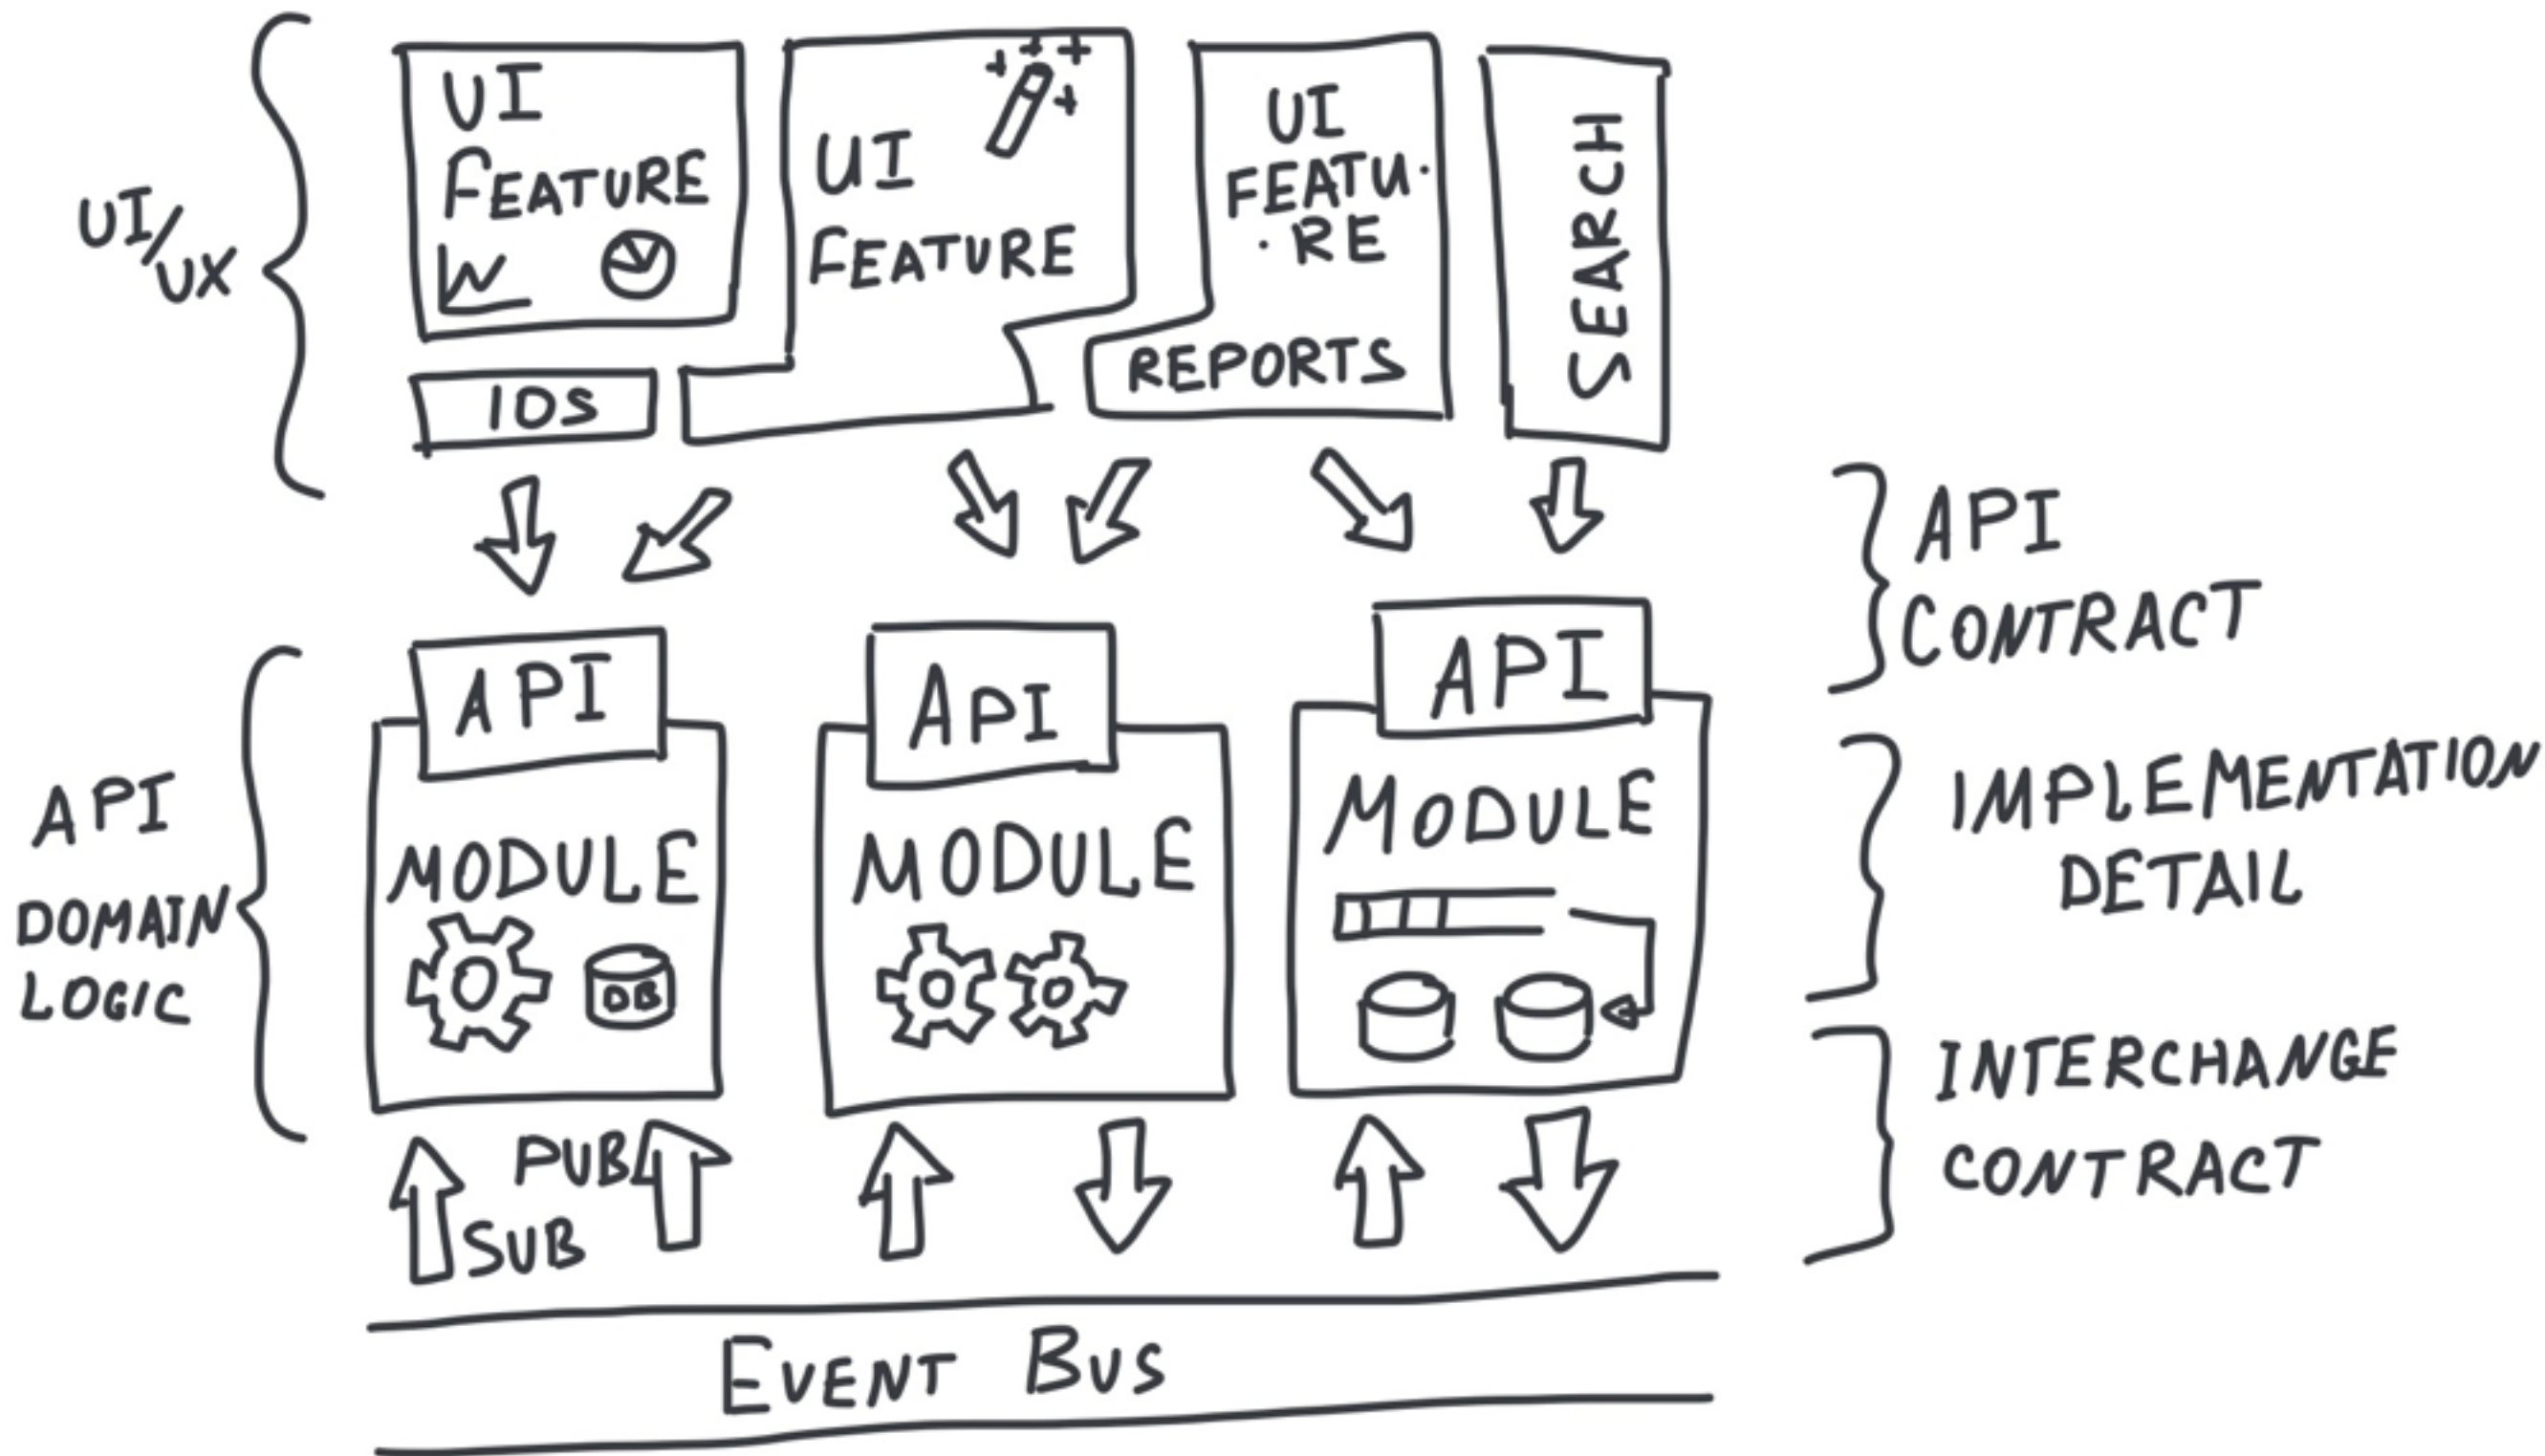 UI/
UX
UI
FEATURE
IOS
UI
FEATURE
UI
FEATU·
·RE
REPORTS
SEARCH
API
CONTRACT
API
DOMAIN
LOGIC
API
MODULE
DB
API
MODULE
API
MODULE
IMPLEMENTATION
DETAIL
PUB
SUB
INTERCHANGE
CONTRACT
EVENT BUS